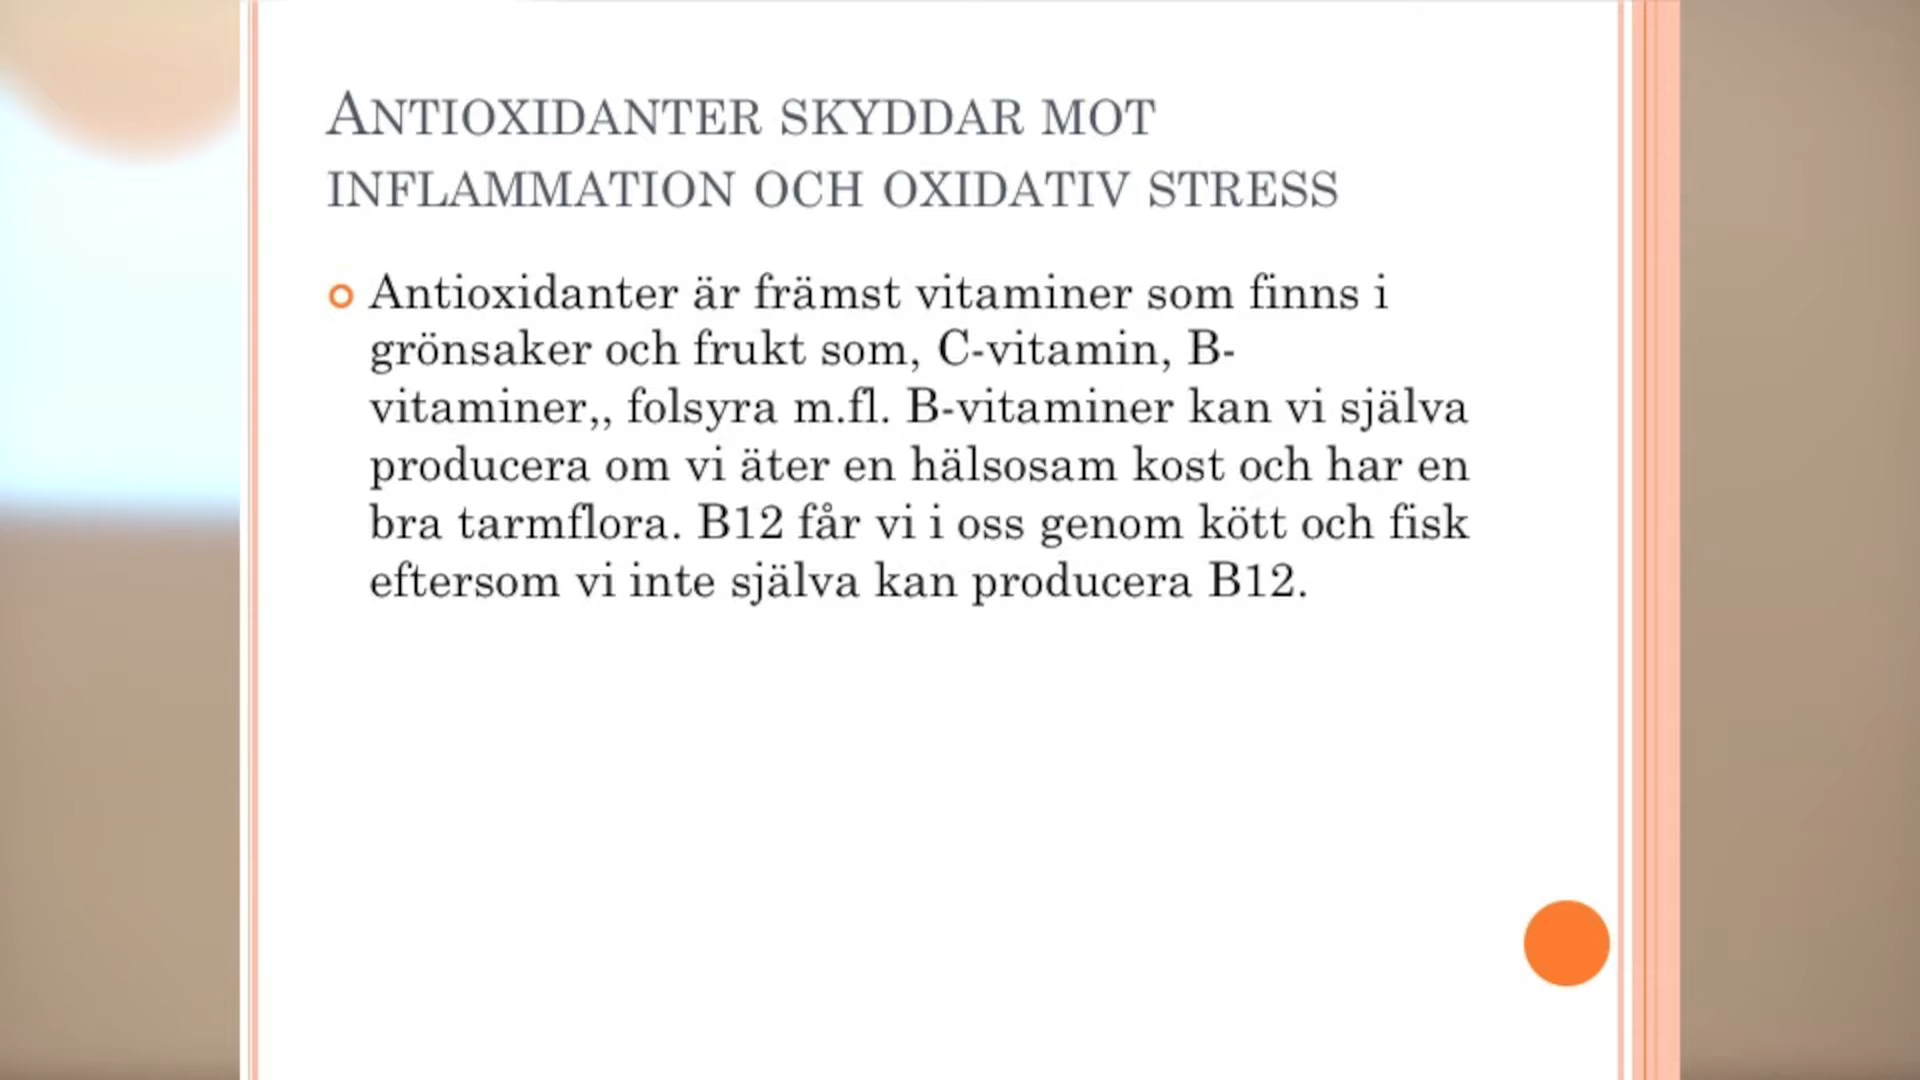 Antioxidanter skyddar mot
inflammation och oxidativ stress
Antioxidanter är främst vitaminer som finns i
grönsaker och frukt som, C-vitamin, B-
vitaminer,, folsyra m.fl. B-vitaminer kan vi själva
producera om vi äter en hälsosam kost och har en
bra tarmflora. B12 får vi i oss genom kött och fisk
eftersom vi inte själva kan producera B12.